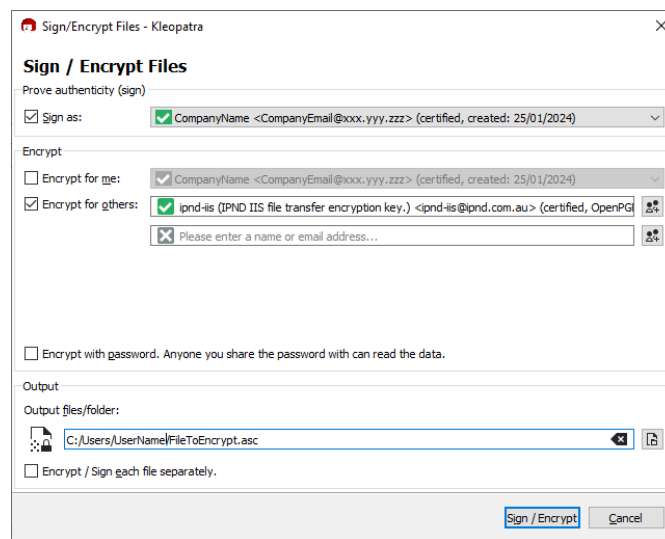 Sign/Encrypt Files - Kleopatra
Sign / Encrypt Files
Prove authenticity (sign)
Sign as: CompanyName <CompanyEmail@xxx.yyy.zzz> (certified, created: 25/01/2024)
Encrypt
Encrypt for me: CompanyName <CompanyEmail@xxx.yyy.zzz> (certified, created: 25/01/2024)
Encrypt for others: ipnd-iis (IPND IIS file transfer encryption key.) <ipnd-iis@ipnd.com.au> (certified, OpenPG
Please enter a name or email address...
Encrypt with password. Anyone you share the password with can read the data.
Output
Output files/folder:
C:/Users/UserName/FileToEncrypt.asc
Encrypt / Sign each file separately.
Sign / Encrypt Cancel